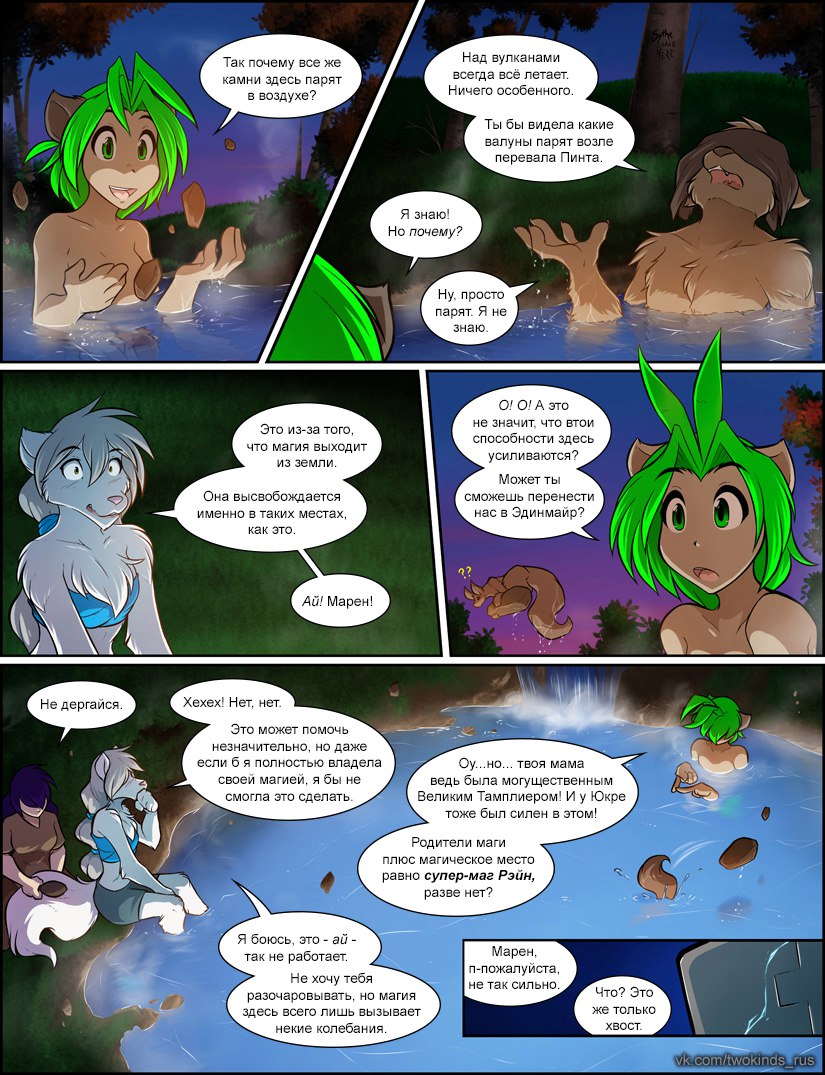 Так почему все же
камни здесь парят
в воздухе?
Sythe
wuz
HERE
Над вулканами
всегда всё летает.
Ничего особенного.
Ты бы видела какие
валуны парят возле
перевала Пинта.
Я знаю!
Но почему?
Ну, просто
парят. Я не
знаю.
Это из-за того,
что магия выходит
из земли.
Она высвобождается
именно в таких местах,
как это.
Ай! Марен!
О! О! А это
не значит, что втои
способности здесь
усиливаются?
Может ты
сможешь перенести
нас в Эдинмайр?
??
Не дергайся.
Хехех! Нет, нет.
Это может помочь
незначительно, но даже
если б я полностью владела
своей магией, я бы не
смогла это сделать.
Оу...но... твоя мама
ведь была могущественным
Великим Тамплиером! И у Юкре
тоже был силен в этом!
Родители маги
плюс магическое место
равно супер-маг Рэйн,
разве нет?
Я боюсь, это - ай -
так не работает.
Не хочу тебя
разочаровывать, но магия
здесь всего лишь вызывает
некие колебания.
Марен,
п-пожалуйста,
не так сильно.
Что? Это
же только
хвост.
vk.com/twokinds_rus